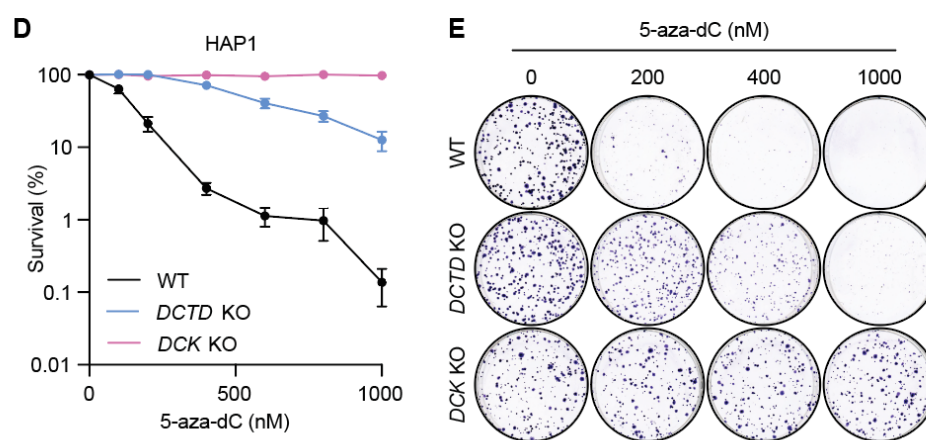 D
HAP1
100
10
1
0.1
0.01
Survival (%)
WT
DCTD KO
DCK KO
0
500
1000
5-aza-dC (nM)
E
5-aza-dC (nM)
0 200 400 1000
WT
DCTD KO
DCK KO